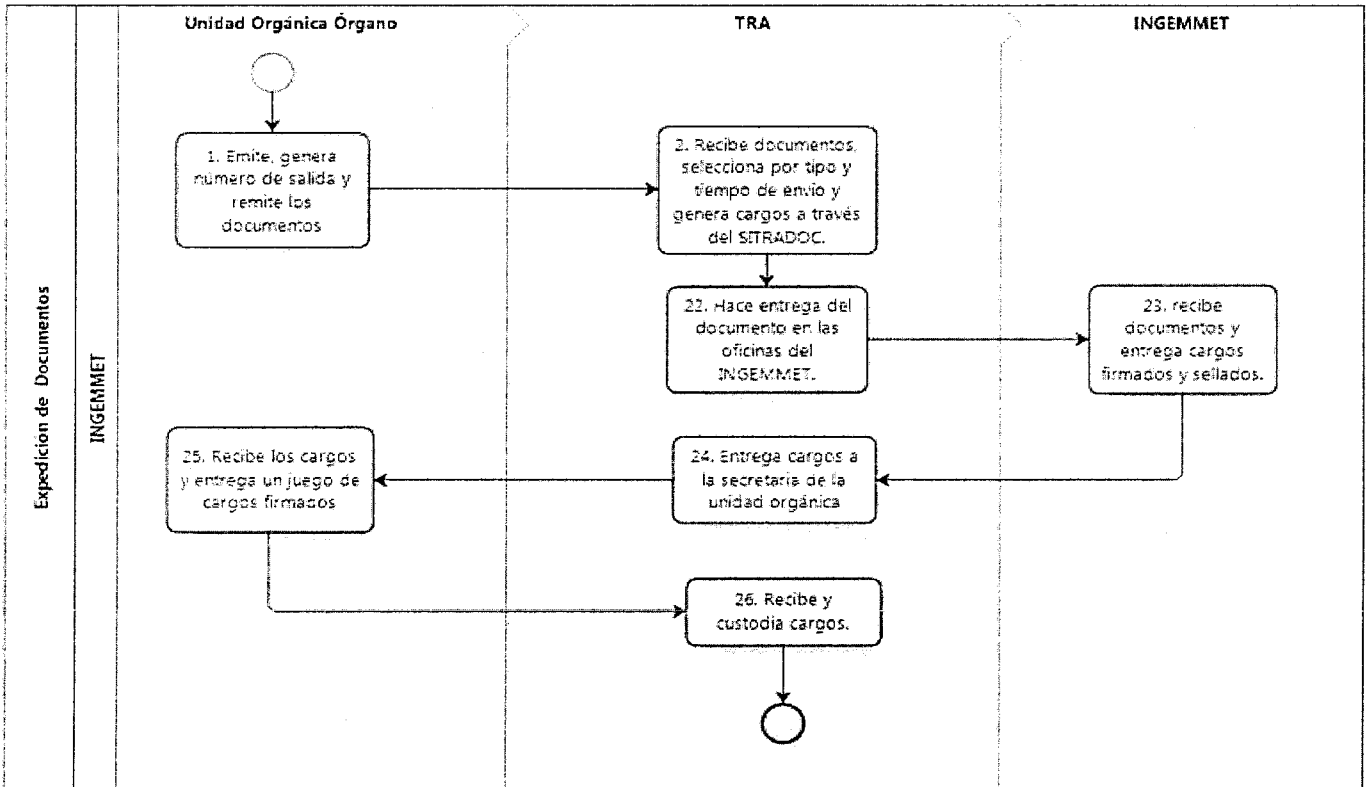 Unidad Orgánica Órgano
TRA
INGEMMET
Expedicion de Documentos
INGEMMET
1. Emite, genera
número de salida y
remite los
documentos
2. Recibe documentos,
selecciona por tipo y
tiempo de envío y
genera cargos a través
del SITRADOC.
22. Hace entrega del
documento en las
oficinas del
INGEMMET.
23. recibe
documentos y
entrega cargos
firmados y sellados.
24. Entrega cargos a
la secretaria de la
unidad orgánica
25. Recibe los cargos
y entrega un juego de
cargos firmados
26. Recibe y
custodia cargos.